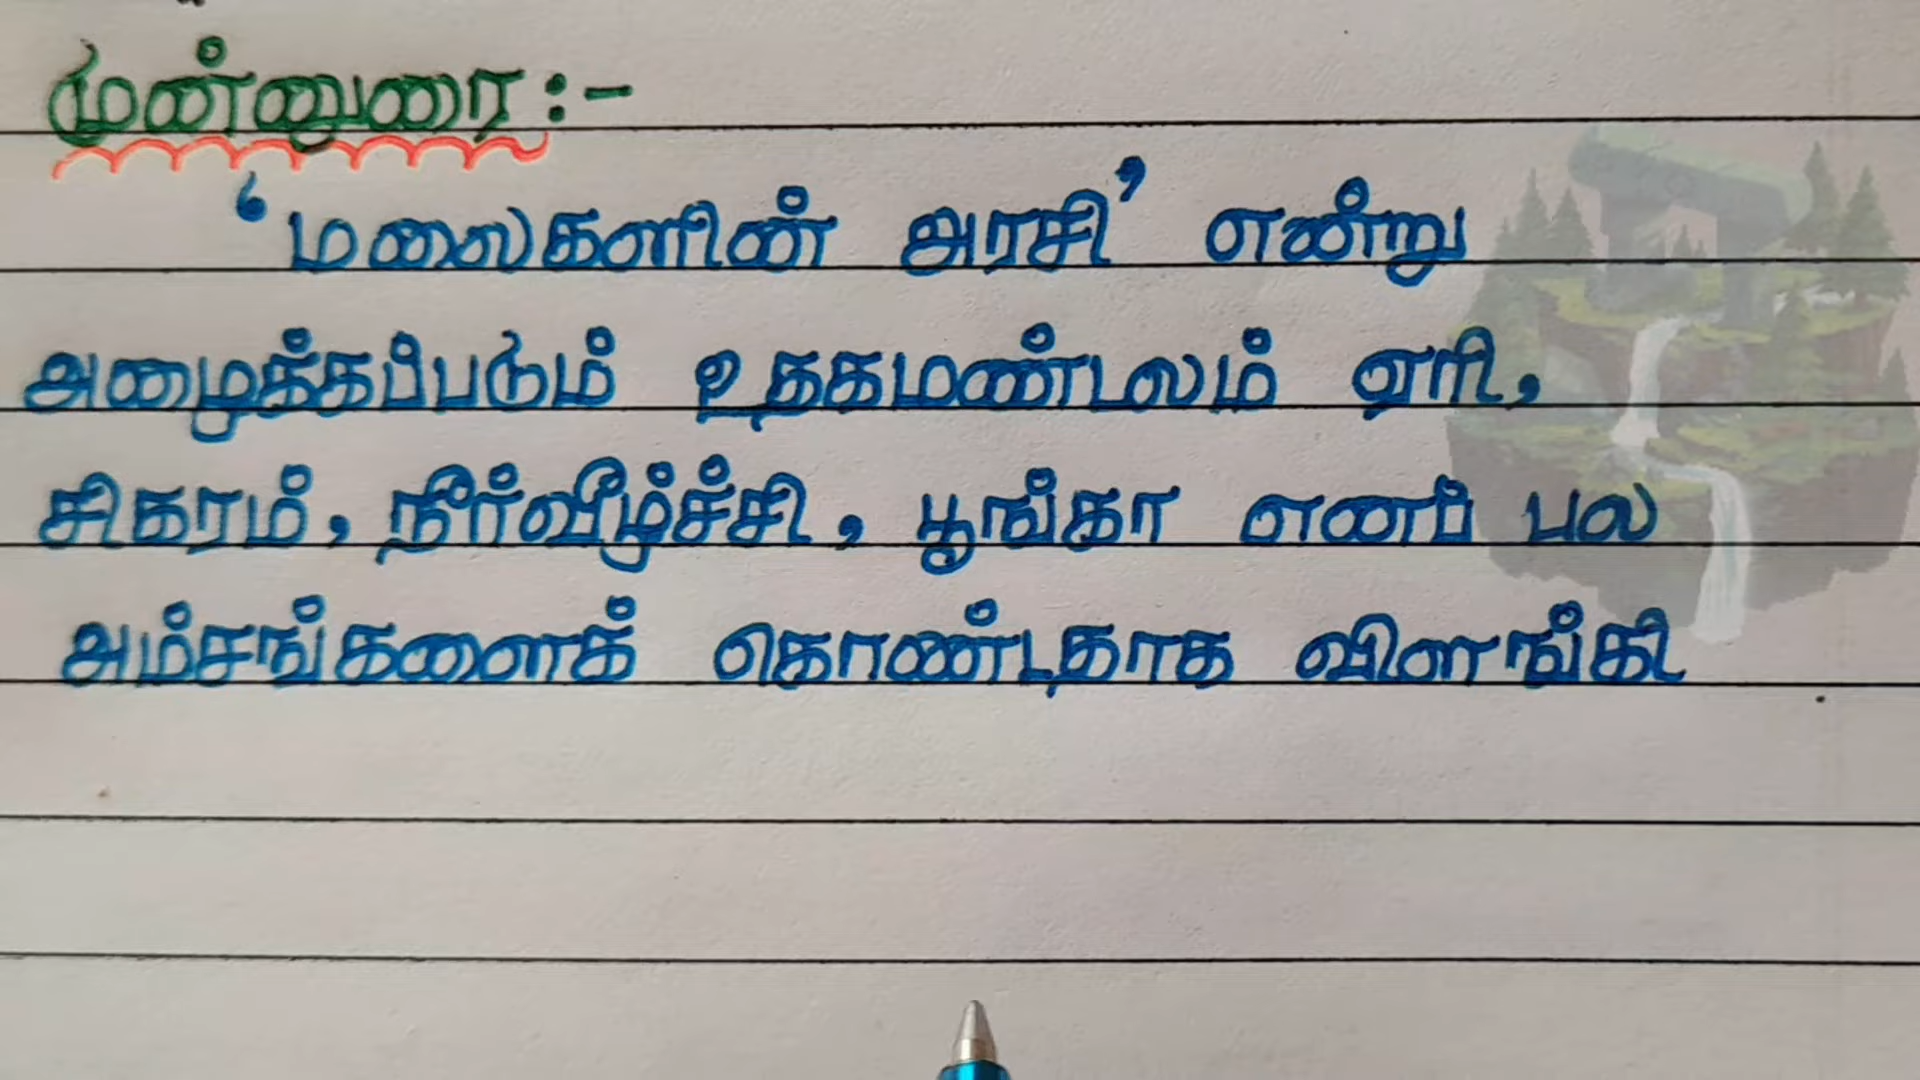 முன்னுரை:-
‘மலைகளின் அரசி’ என்று
அழைக்கப்படும் உதகமண்டலம் ஏரி,
சிகரம், நீர்வீழ்ச்சி, பூங்கா எனப் பல
அம்சங்களைக் கொண்டதாக விளங்கி